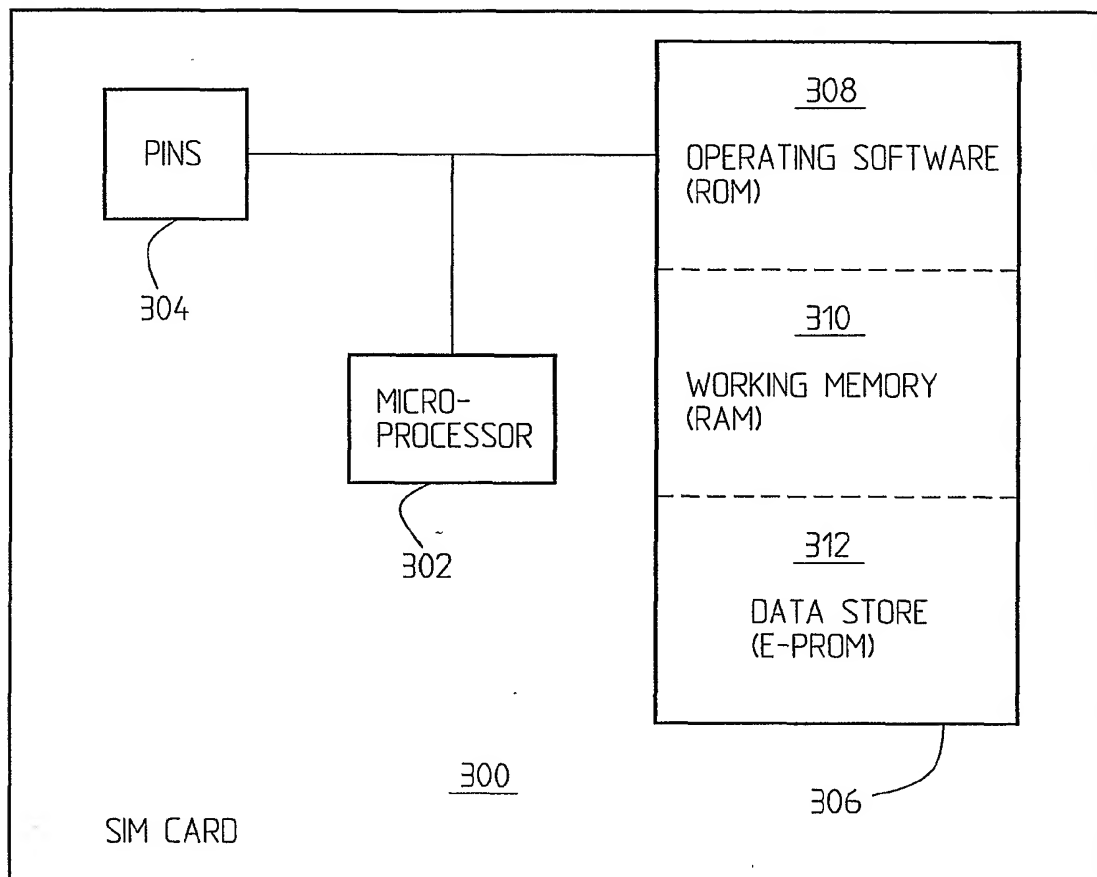 308
PINS
OPERATING SOFTWARE
(ROM)
304
310
WORKING MEMORY
(RAM)
MICRO-
PROCESSOR
302
312
DATA STORE
(E-PROM)
300
306
SIM CARD